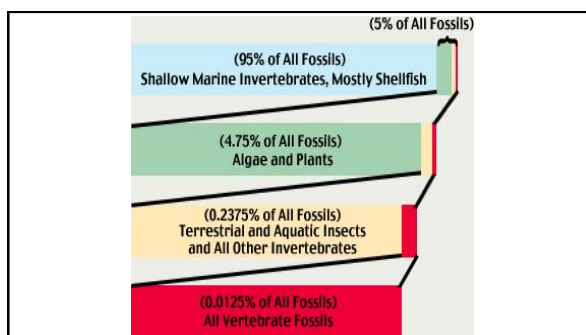 (5% of All Fossils)
(95% of All Fossils)
Shallow Marine Invertebrates, Mostly Shellfish
(4.75% of All Fossils)
Algae and Plants
(0.2375% of All Fossils)
Terrestrial and Aquatic Insects
and All Other Invertebrates
(0.0125% of All Fossils)
All Vertebrate Fossils